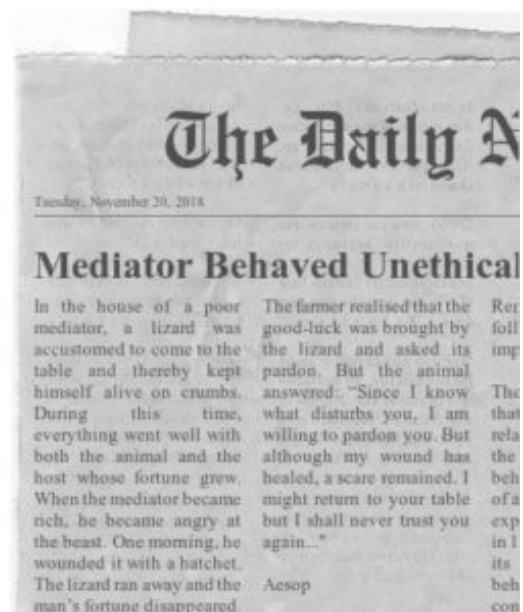 The Daily N
Tuesday, November 20, 2018
Mediator Behaved Unethical
In the house of a poor
mediator, a lizard was
accustomed to come to the
table and thereby kept
himself alive on crumbs.
During this time,
everything went well with
both the animal and the
host whose fortune grew.
When the mediator became
rich, he became angry at
the beast. One morning, he
wounded it with a hatchet.
The lizard ran away and the
man's fortune disappeared.
The farmer realised that the
good-luck was brought by
the lizard and asked its
pardon. But the animal
answered: "Since I know
what disturbs you, I am
willing to pardon you. But
although my wound has
healed, a scare remained. I
might return to your table
but I shall never trust you
again..."
Aesop
Rer
foll
imp
Tho
that
rela
the
beh
of a
exp
in l
its
beh